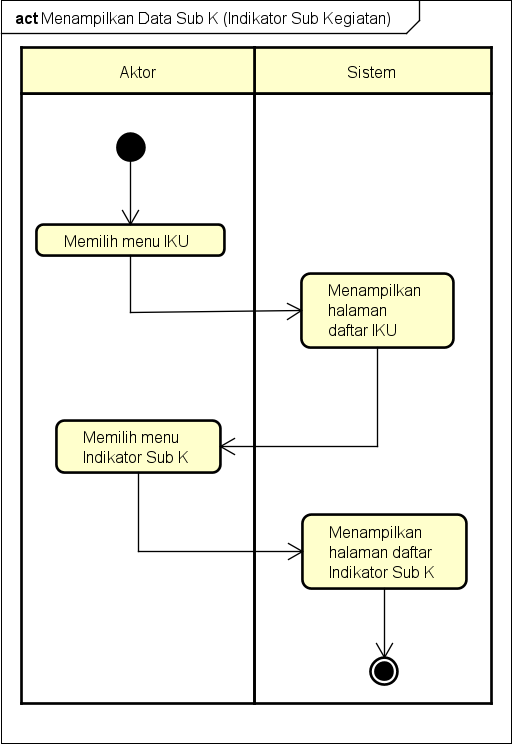 act Menampilkan Data Sub K (Indikator Sub Kegiatan)
Aktor
Sistem
Memilih menu IKU
Menampilkan
halaman
daftar IKU
Memilih menu
Indikator Sub K
Menampilkan
halaman daftar
Indikator Sub K